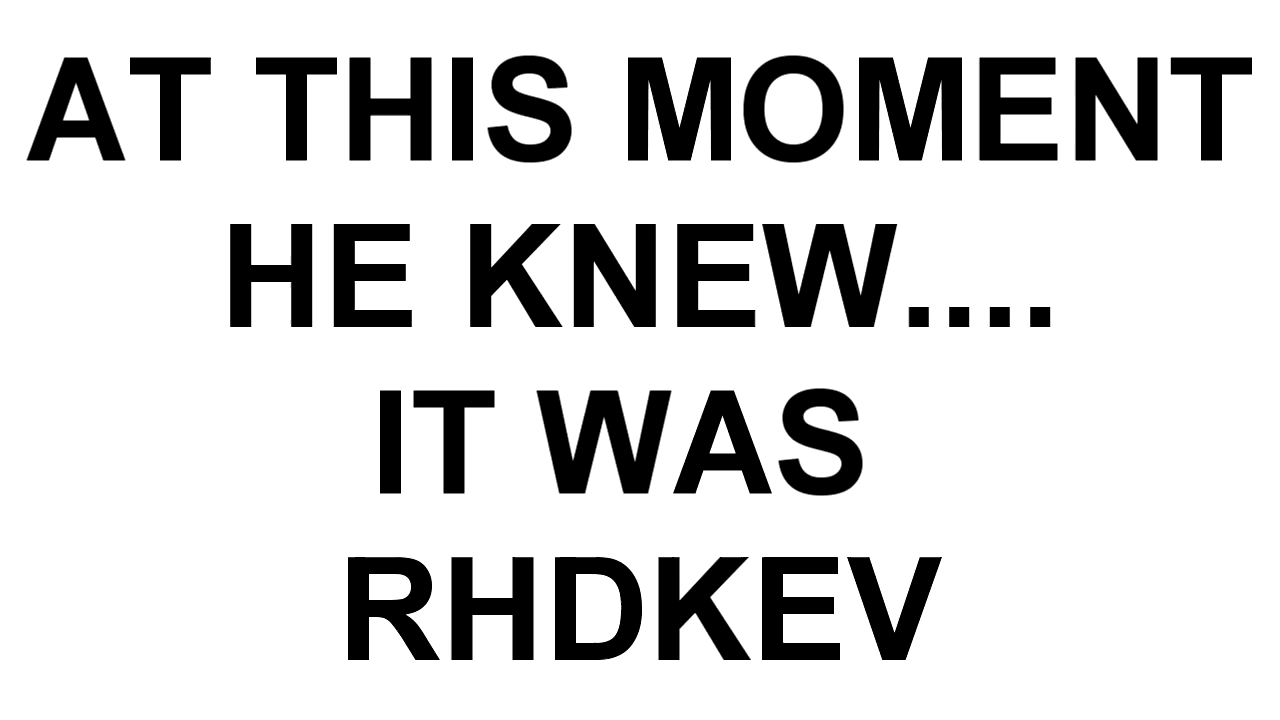 AT THIS MOMENT
HE KNEW....
IT WAS
RHDKEV